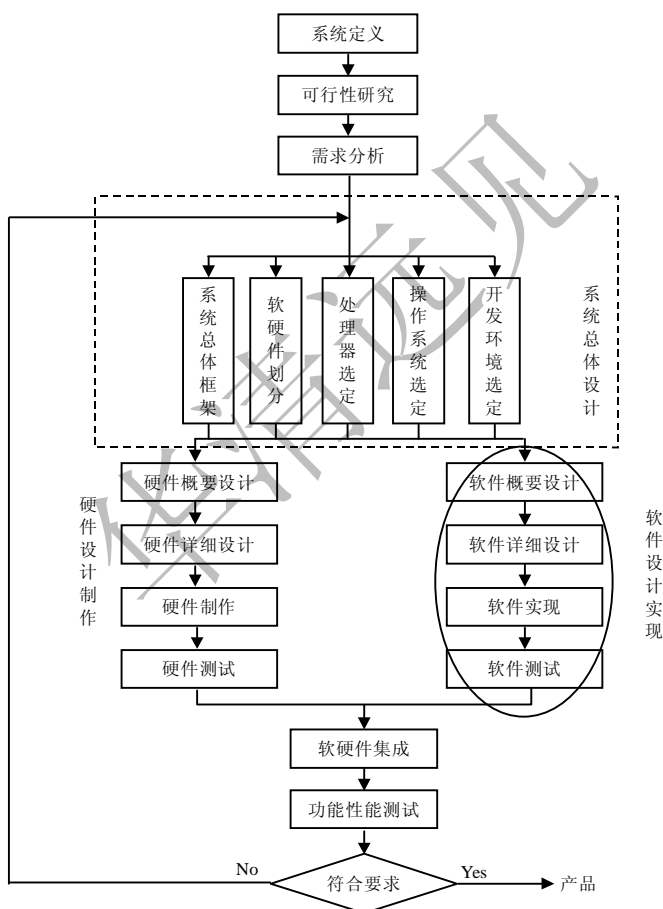 系统定义
可行性研究
需求分析
系统总体框架
软硬件划分
处理器选定
操作系统选定
开发环境选定
系统总体设计
硬件概要设计
硬件详细设计
硬件制作
硬件测试
硬件设计制作
软件概要设计
软件详细设计
软件实现
软件测试
软件设计实现
软硬件集成
功能性能测试
符合要求
No
Yes
产品
华清远见